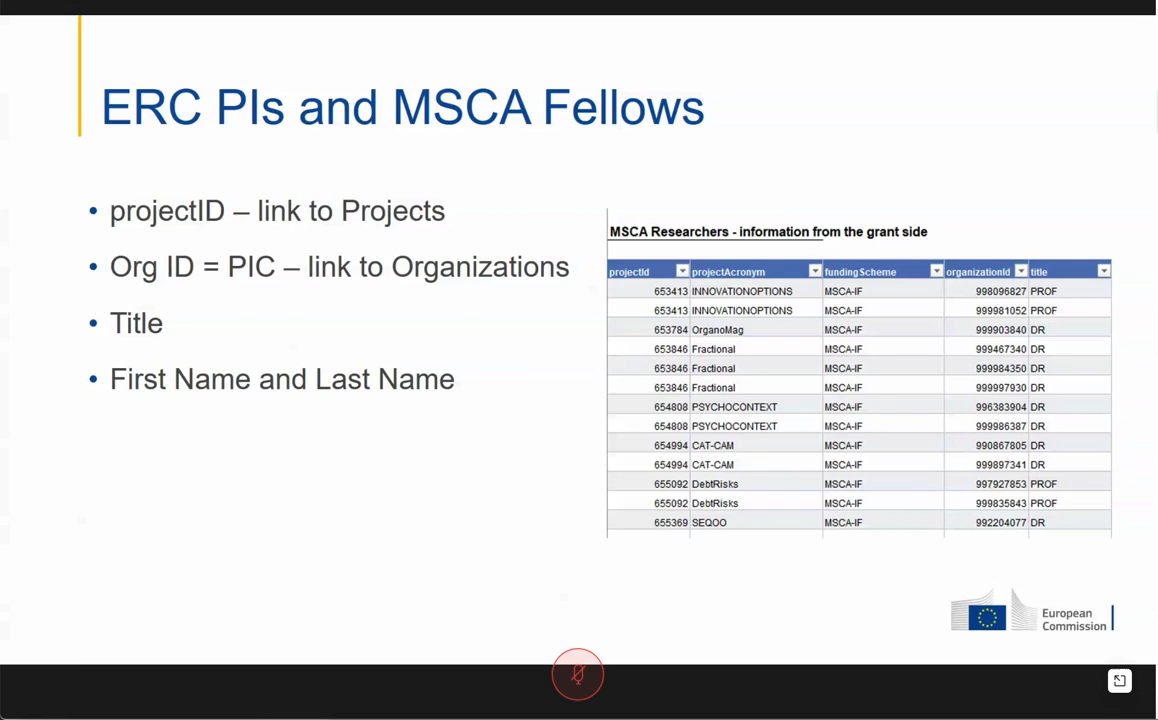 ERC PIs and MSCA Fellows
• projectID – link to Projects
• Org ID = PIC – link to Organizations
• Title
• First Name and Last Name
MSCA Researchers - information from the grant side
projectId projectAcronym fundingScheme organizationId title
653413 INNOVATIONOPTIONS MSCA-IF 998096827 PROF
653413 INNOVATIONOPTIONS MSCA-IF 999981052 PROF
653784 OrganoMag MSCA-IF 999903840 DR
653846 Fractional MSCA-IF 999467340 DR
653846 Fractional MSCA-IF 999984350 DR
653846 Fractional MSCA-IF 999997930 DR
654808 PSYCHOCONTEXT MSCA-IF 996383904 DR
654808 PSYCHOCONTEXT MSCA-IF 999986387 DR
654994 CAT-CAM MSCA-IF 990867805 DR
654994 CAT-CAM MSCA-IF 999897341 DR
655092 DebtRisks MSCA-IF 997927853 PROF
655092 DebtRisks MSCA-IF 999835843 PROF
655369 SEQOO MSCA-IF 992204077 DR
European
Commission